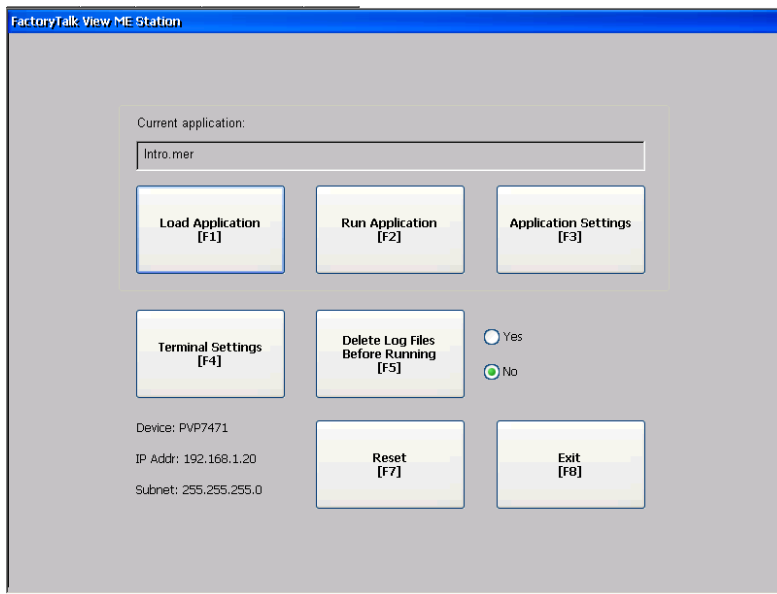 FactoryTalk View ME Station
Current application:
Intro.mer
Load Application
[F1]
Run Application
[F2]
Application Settings
[F3]
Terminal Settings
[F4]
Delete Log Files
Before Running
[F5]
Yes
No
Device: PVP7471
IP Addr: 192.168.1.20
Subnet: 255.255.255.0
Reset
[F7]
Exit
[F8]